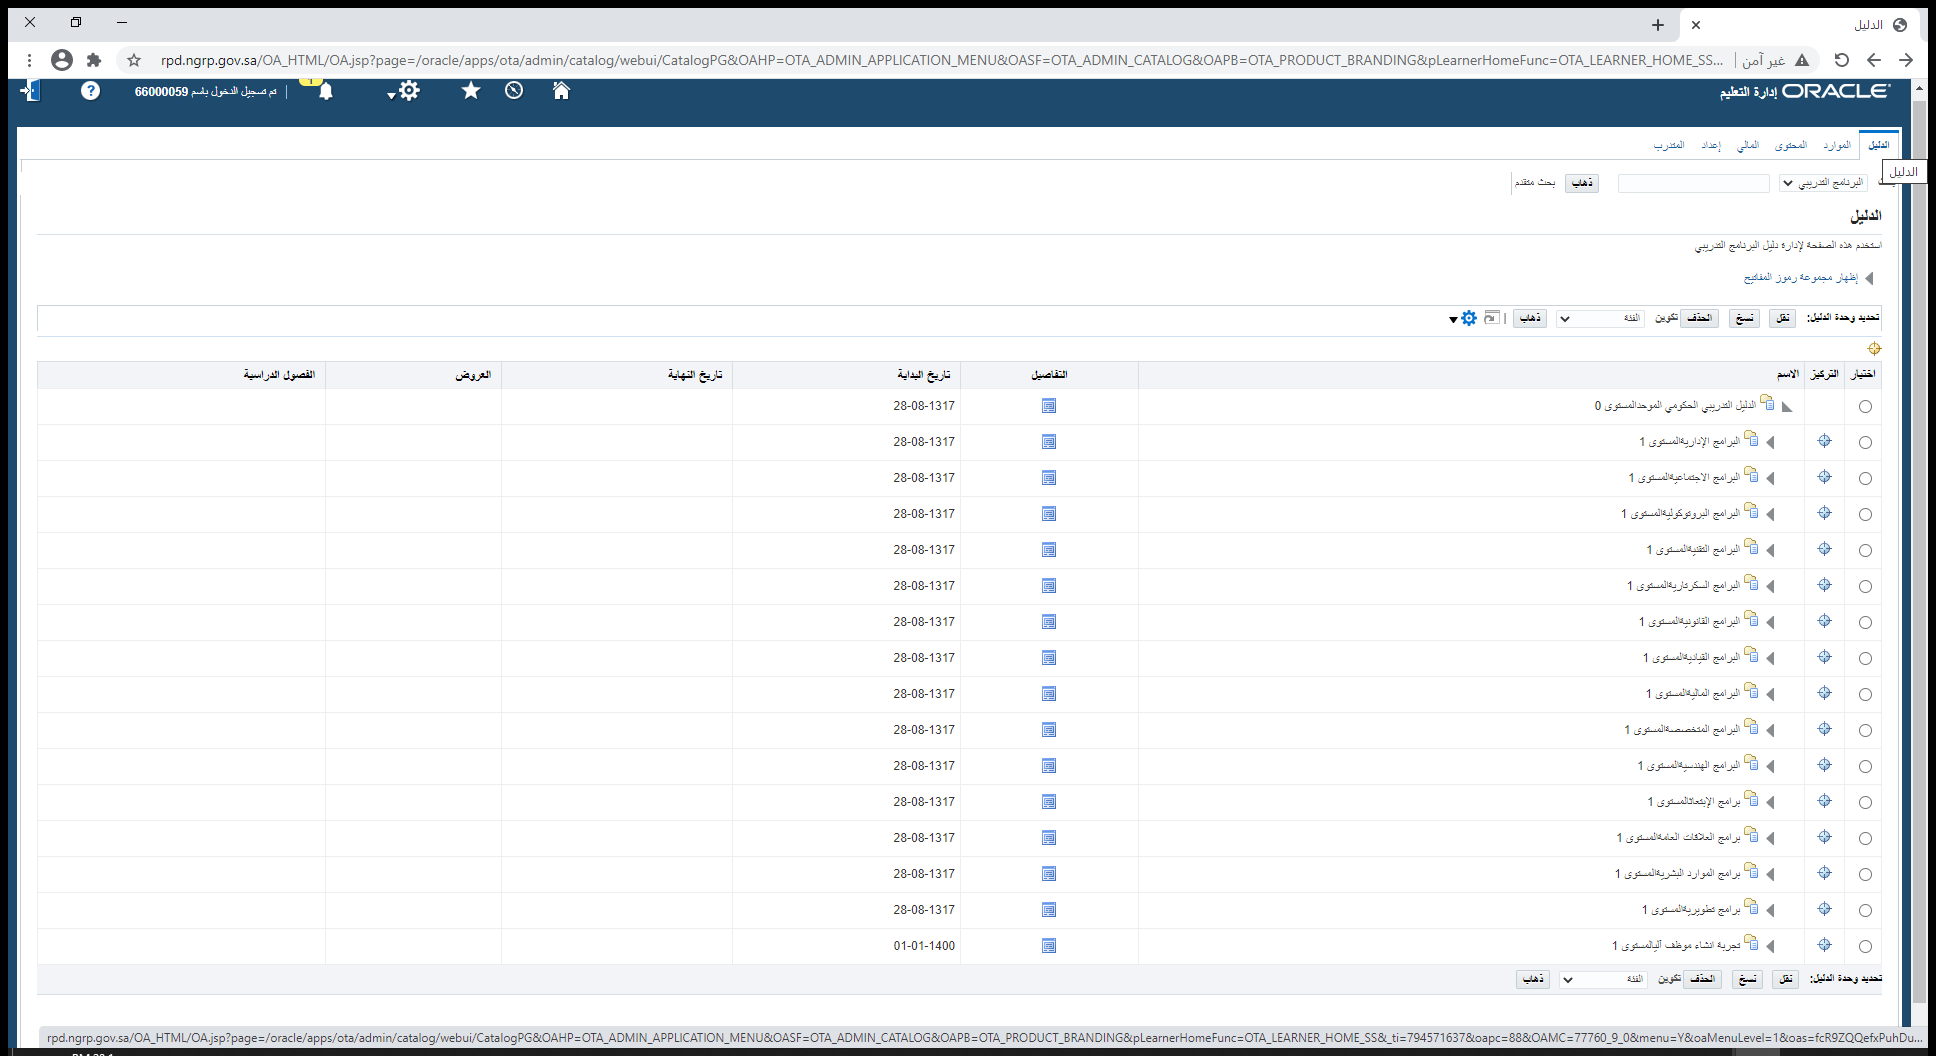 الدليل
rpd.ngrp.gov.sa/OA_HTML/OA.jsp?page=/oracle/apps/ota/admin/catalog/webui/CatalogPG&OAHP=OTA_ADMIN_APPLICATION_MENU&OASF=OTA_ADMIN_CATALOG&OAPB=OTA_PRODUCT_BRANDING&pLearnerHomeFunc=OTA_LEARNER_HOME_SS... غير آمن
ORACLE إدارة التعليم
تم تسجيل الدخول باسم 66000059
1
الدليل الموارد المحتوى المالي إعداد المتدرب
الدليل
البرنامج التدريبي ذهاب بحث متقدم
الدليل
استخدم هذه الصفحة لإدارة دليل البرنامج التدريبي
إظهار مجموعة رموز المفاتيح
تحديد وحدة الدليل: نقل نسخ الحذف تكوين الفئة ذهاب
اختيار التركيز الاسم التفاصيل تاريخ البداية تاريخ النهاية العروض الفصول الدراسية
الدليل التدريبي الحكومي الموحدالمستوى 0 28-08-1317
البرامج الإداريةالمستوى 1 28-08-1317
البرامج الاجتماعيةالمستوى 1 28-08-1317
البرامج البروتوكوليةالمستوى 1 28-08-1317
البرامج التقنيةالمستوى 1 28-08-1317
البرامج السكرتاريةالمستوى 1 28-08-1317
البرامج القانونيةالمستوى 1 28-08-1317
البرامج القياديةالمستوى 1 28-08-1317
البرامج الماليةالمستوى 1 28-08-1317
البرامج المتخصصةالمستوى 1 28-08-1317
البرامج الهندسيةالمستوى 1 28-08-1317
برامج الإبتعاثالمستوى 1 28-08-1317
برامج العلاقات العامةالمستوى 1 28-08-1317
برامج الموارد البشريةالمستوى 1 28-08-1317
برامج تطويريةالمستوى 1 28-08-1317
تجربة انشاء موظف آليالمستوى 1 01-01-1400
تحديد وحدة الدليل: نقل نسخ الحذف تكوين الفئة ذهاب
rpd.ngrp.gov.sa/OA_HTML/OA.jsp?page=/oracle/apps/ota/admin/catalog/webui/CatalogPG&OAHP=OTA_ADMIN_APPLICATION_MENU&OASF=OTA_ADMIN_CATALOG&OAPB=OTA_PRODUCT_BRANDING&pLearnerHomeFunc=OTA_LEARNER_HOME_SS&_ti=794571637&oapc=88&OAMC=77760_9_0&menu=Y&oaMenuLevel=1&oas=fcR9ZQQefxPuhDu...